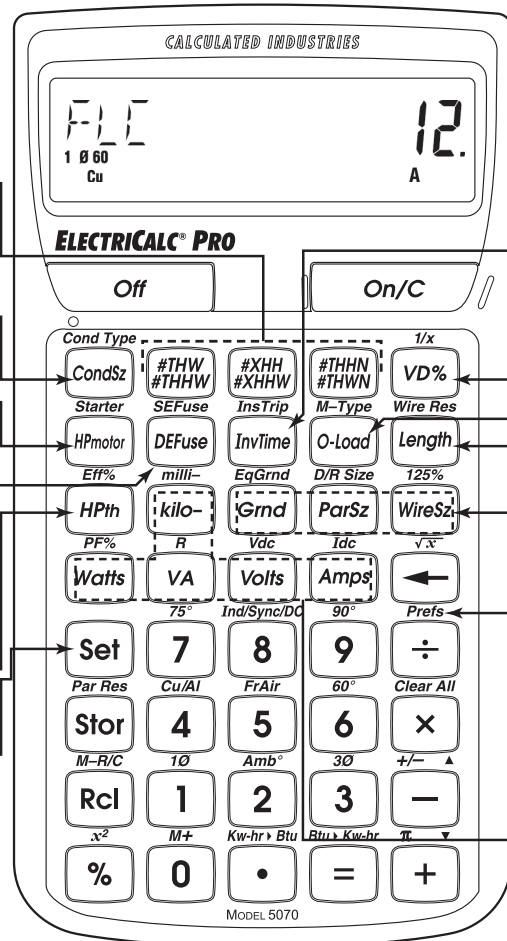 CALCULATED INDUSTRIES
FLC 12.
1 Ø 60
Cu A
ELECTRICALC® PRO
Off On/C
Cond Type 1/x
CondSz #THW #THHW #XHH #XHHW #THHN #THWN VD%
Starter SEFuse InsTrip M–Type Wire Res
HPmotor DEFuse InvTime O-Load Length
Eff% milli– EqGrnd D/R Size 125%
HPth kilo- Grnd ParSz WireSz
PF% R Vdc Idc √x
Watts VA Volts Amps ←
75° Ind/Sync/DC 90° Prefs
Set 7 8 9 ÷
Par Res Cu/Al FrAir 60° Clear All
Stor 4 5 6 ×
M–R/C 1Ø Amb° 3Ø +/– ▲
Rcl 1 2 3 –
x² M+ Kw-hr ▸ Btu Btu ▸ Kw-hr π ▼
% 0 • = +
MODEL 5070